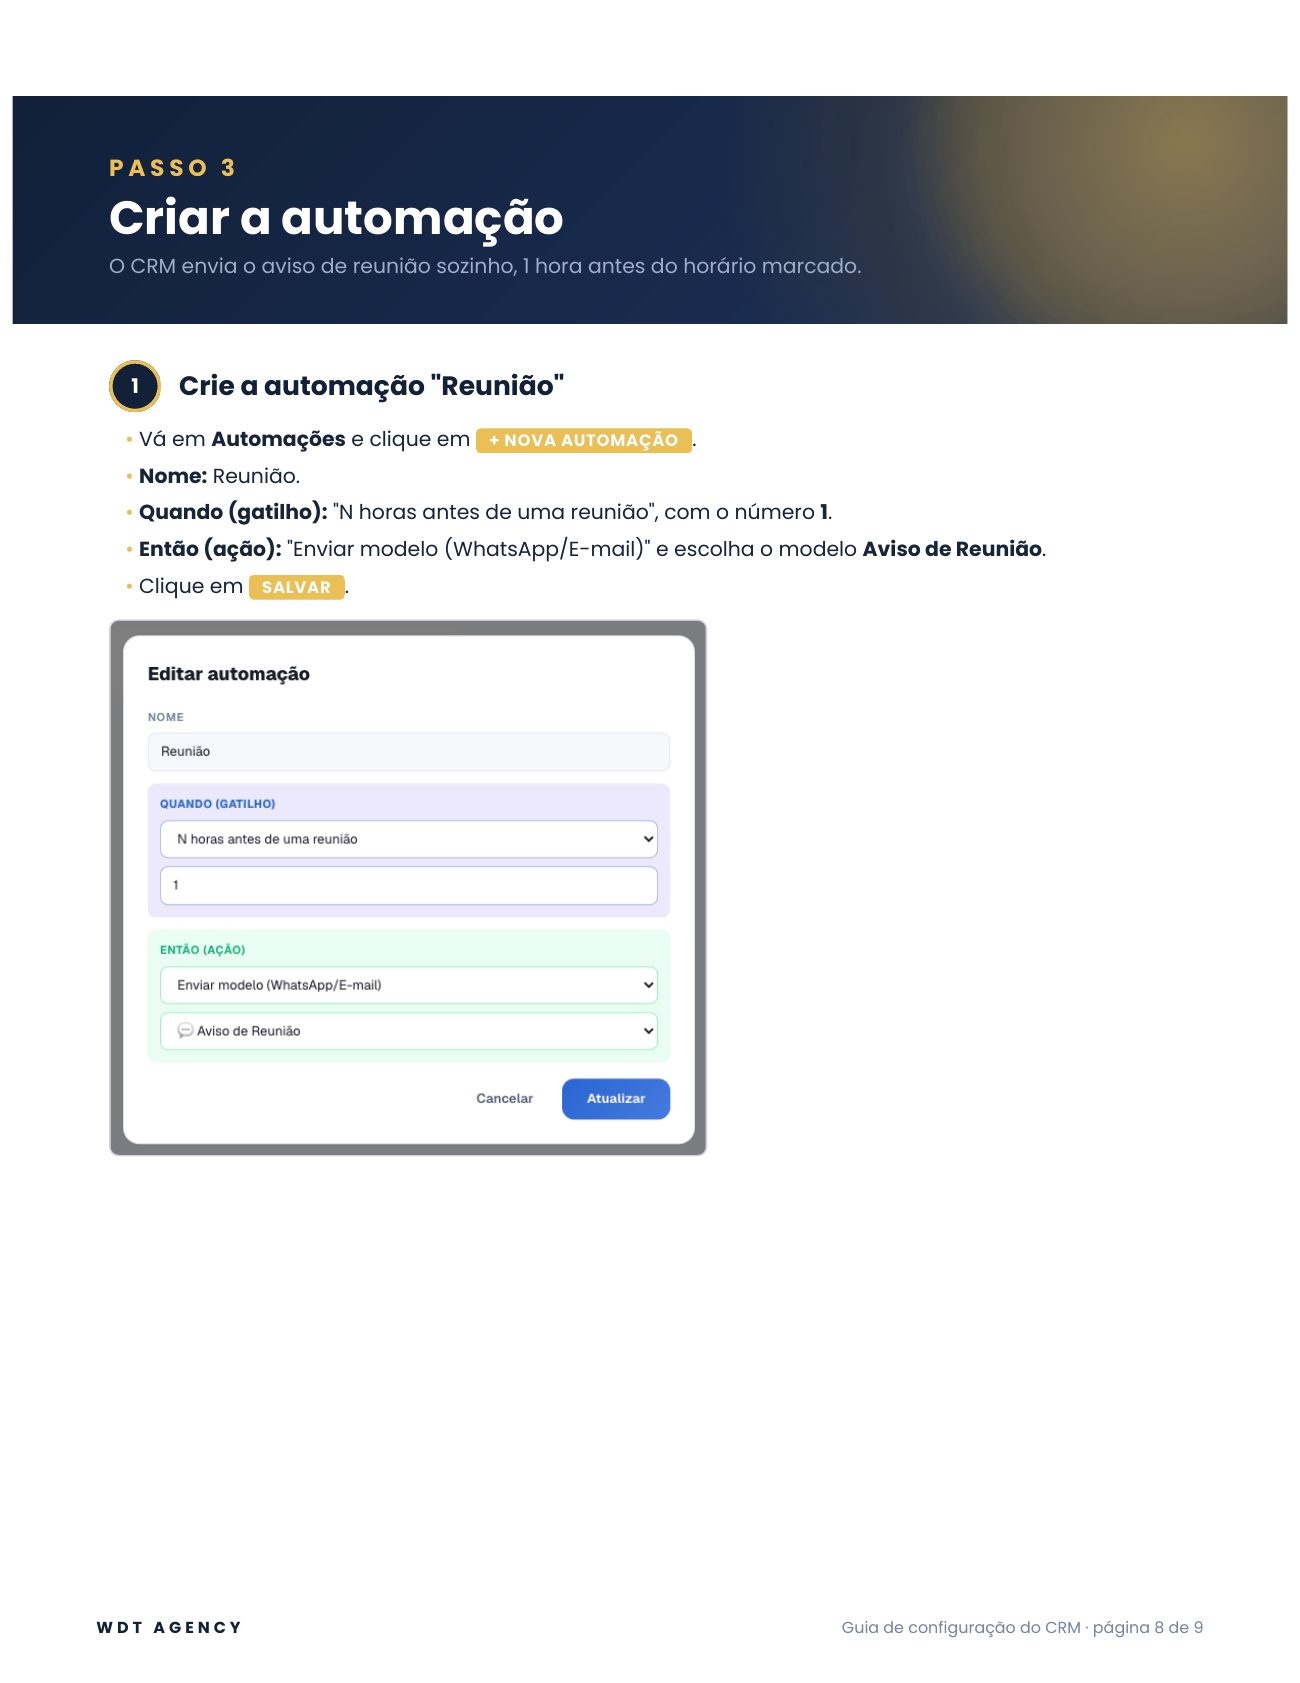 PASSO 3
Criar a automação
O CRM envia o aviso de reunião sozinho, 1 hora antes do horário marcado.
1 Crie a automação "Reunião"
• Vá em Automações e clique em + NOVA AUTOMAÇÃO.
• Nome: Reunião.
• Quando (gatilho): "N horas antes de uma reunião", com o número 1.
• Então (ação): "Enviar modelo (WhatsApp/E-mail)" e escolha o modelo Aviso de Reunião.
• Clique em SALVAR.
Editar automação
NOME
Reunião
QUANDO (GATILHO)
N horas antes de uma reunião
1
ENTÃO (AÇÃO)
Enviar modelo (WhatsApp/E-mail)
💬 Aviso de Reunião
Cancelar Atualizar
WDT AGENCY Guia de configuração do CRM · página 8 de 9